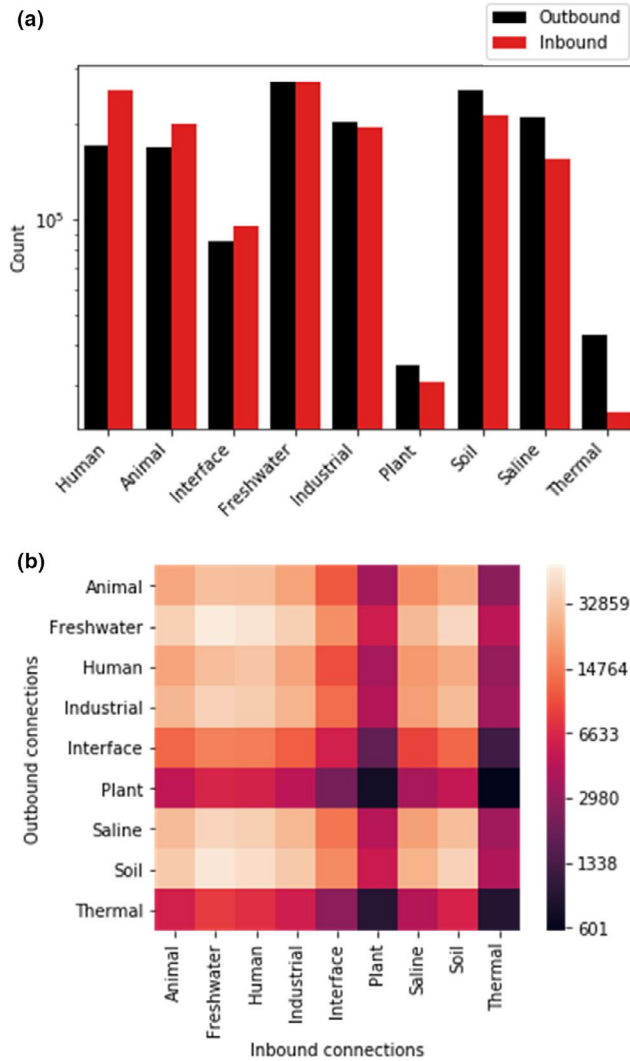 (a)
Outbound
Inbound
Count
10⁵
Human
Animal
Interface
Freshwater
Industrial
Plant
Soil
Saline
Thermal
(b)
Outbound connections
Animal
Freshwater
Human
Industrial
Interface
Plant
Saline
Soil
Thermal
32859
14764
6633
2980
1338
601
Animal
Freshwater
Human
Industrial
Interface
Plant
Saline
Soil
Thermal
Inbound connections